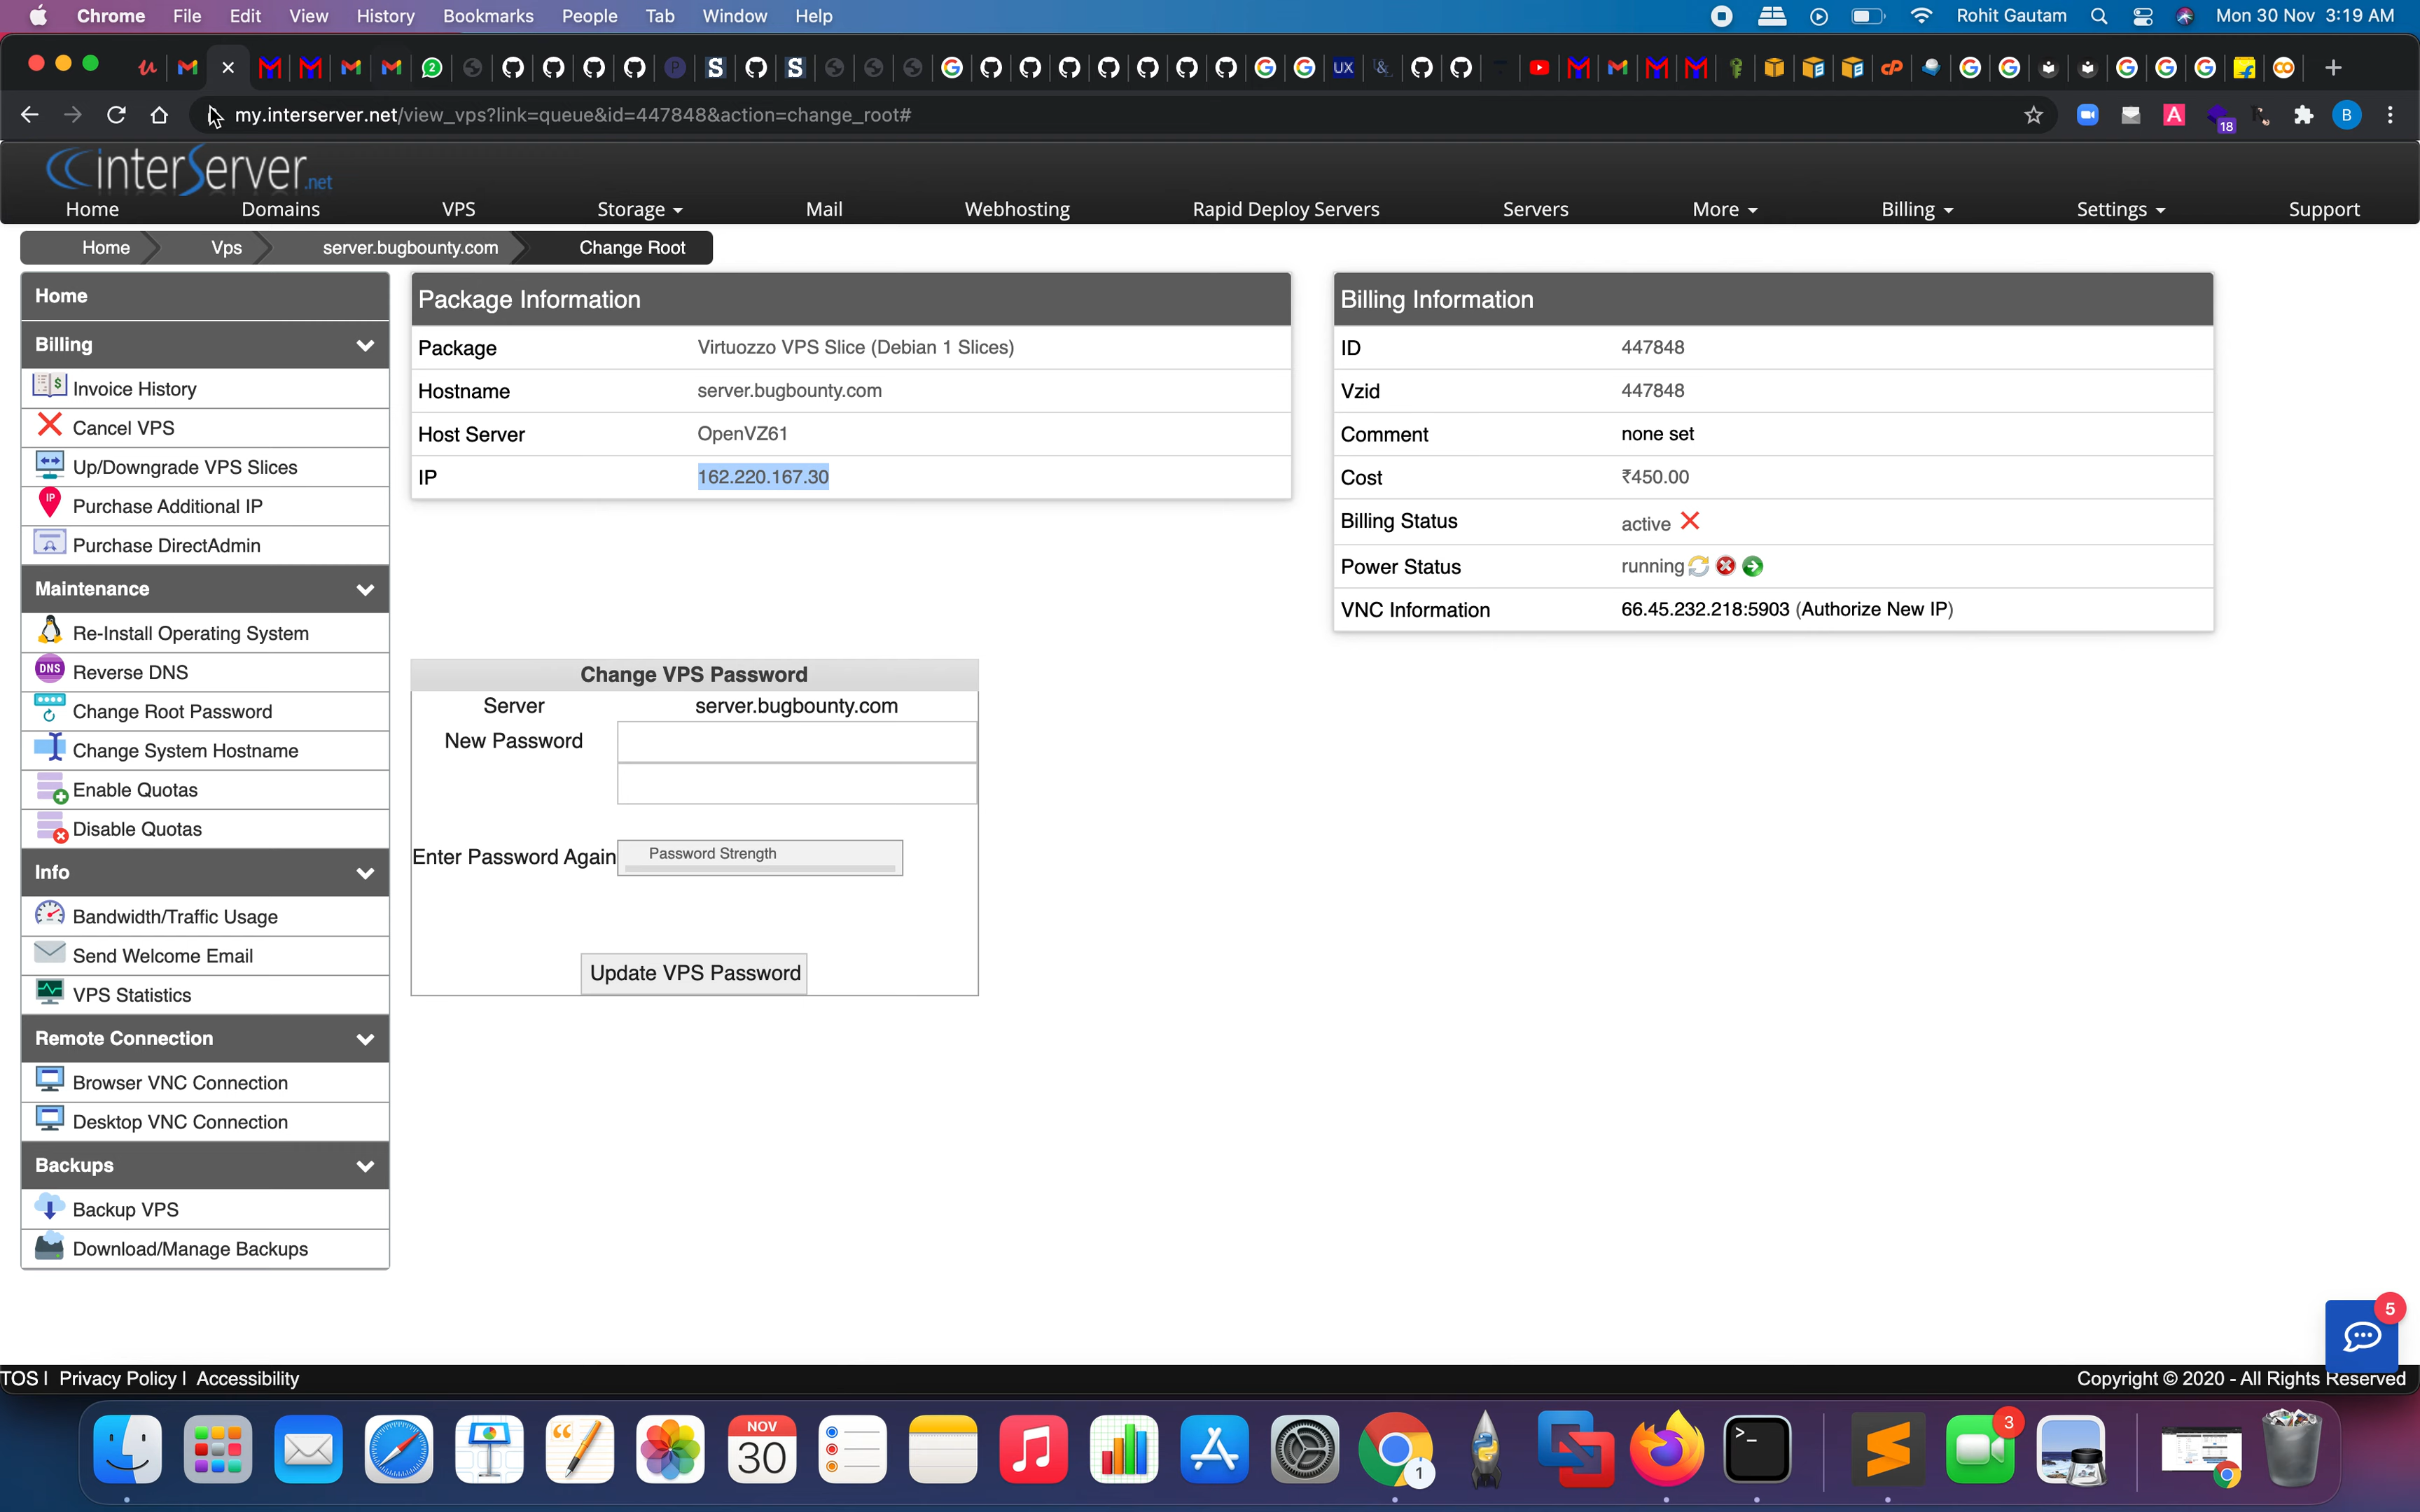 Chrome File Edit View History Bookmarks People Tab Window Help Rohit Gautam Mon 30 Nov 3:19 AM
my.interserver.net/view_vps?link=queue&id=447848&action=change_root#
18
B
interServer.net
Home Domains VPS Storage Mail Webhosting Rapid Deploy Servers Servers More Billing Settings Support
Home Vps server.bugbounty.com Change Root
Home
Billing
Invoice History
Cancel VPS
Up/Downgrade VPS Slices
IP Purchase Additional IP
Purchase DirectAdmin
Maintenance
Re-Install Operating System
DNS Reverse DNS
Change Root Password
Change System Hostname
Enable Quotas
Disable Quotas
Info
Bandwidth/Traffic Usage
Send Welcome Email
VPS Statistics
Remote Connection
Browser VNC Connection
Desktop VNC Connection
Backups
Backup VPS
Download/Manage Backups
Package Information
Package Virtuozzo VPS Slice (Debian 1 Slices)
Hostname server.bugbounty.com
Host Server OpenVZ61
IP 162.220.167.30
Billing Information
ID 447848
Vzid 447848
Comment none set
Cost ₹450.00
Billing Status active
Power Status running
VNC Information 66.45.232.218:5903 (Authorize New IP)
Change VPS Password
Server server.bugbounty.com
New Password
Enter Password Again Password Strength
Update VPS Password
5
TOS | Privacy Policy | Accessibility
Copyright © 2020 - All Rights Reserved
NOV
30
1
3